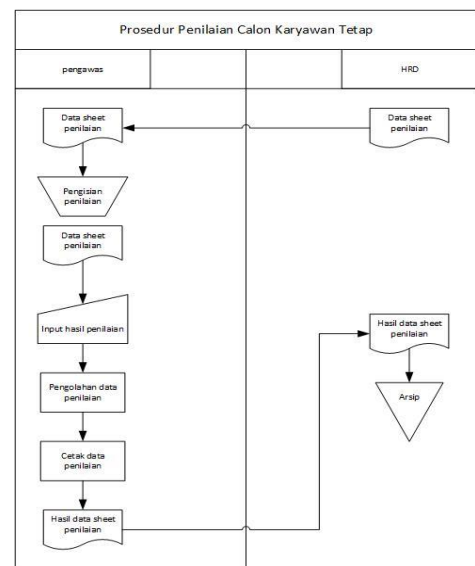 Prosedur Penilaian Calon Karyawan Tetap
pengawas
HRD
Data sheet
penilaian
Data sheet
penilaian
Pengisian
penilaian
Data sheet
penilaian
Input hasil penilaian
Hasil data sheet
penilaian
Pengolahan data
penilaian
Arsip
Cetak data
penilaian
Hasil data sheet
penilaian